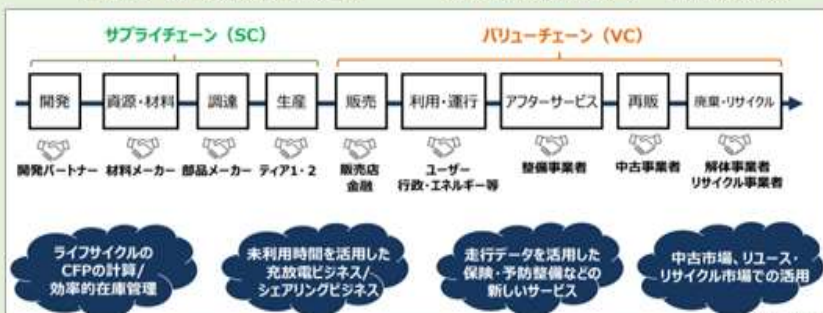 サプライチェーン（SC）
バリューチェーン（VC）
開発
資源・材料
調達
生産
販売
利用・運行
アフターサービス
再販
廃棄・リサイクル
開発パートナー
材料メーカー
部品メーカー
ティア1・2
販売店
金融
ユーザー
行政・エネルギー等
整備事業者
中古事業者
解体事業者
リサイクル事業者
ライフサイクルの
CFPの計算/
効率的在庫管理
未利用時間を活用した
充放電ビジネス/
シェアリングビジネス
走行データを活用した
保険・予防整備などの
新しいサービス
中古市場、リユース・
リサイクル市場での活用